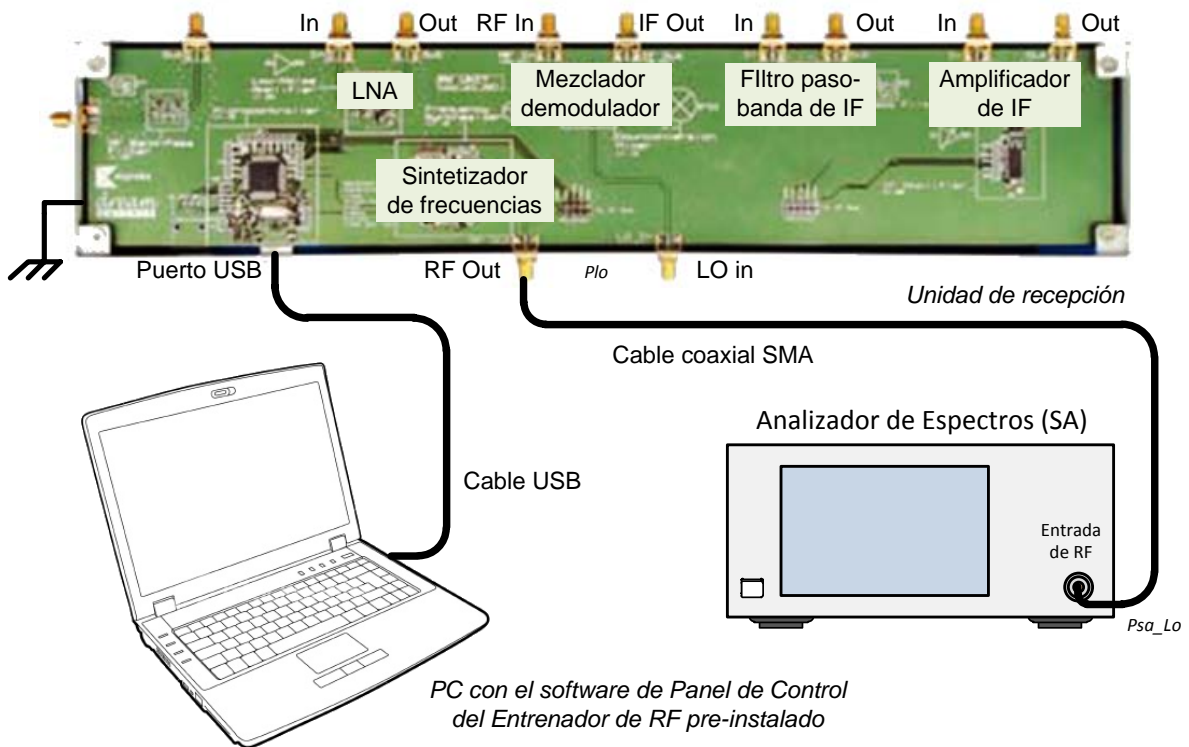 In Out RF In IF Out In Out In Out
LNA
Mezclador
demodulador
FIltro paso-
banda de IF
Amplificador
de IF
Sintetizador
de frecuencias
Puerto USB
RF Out
Plo
LO in
Unidad de recepción
Cable coaxial SMA
Analizador de Espectros (SA)
Cable USB
Entrada
de RF
Psa_Lo
PC con el software de Panel de Control
del Entrenador de RF pre-instalado